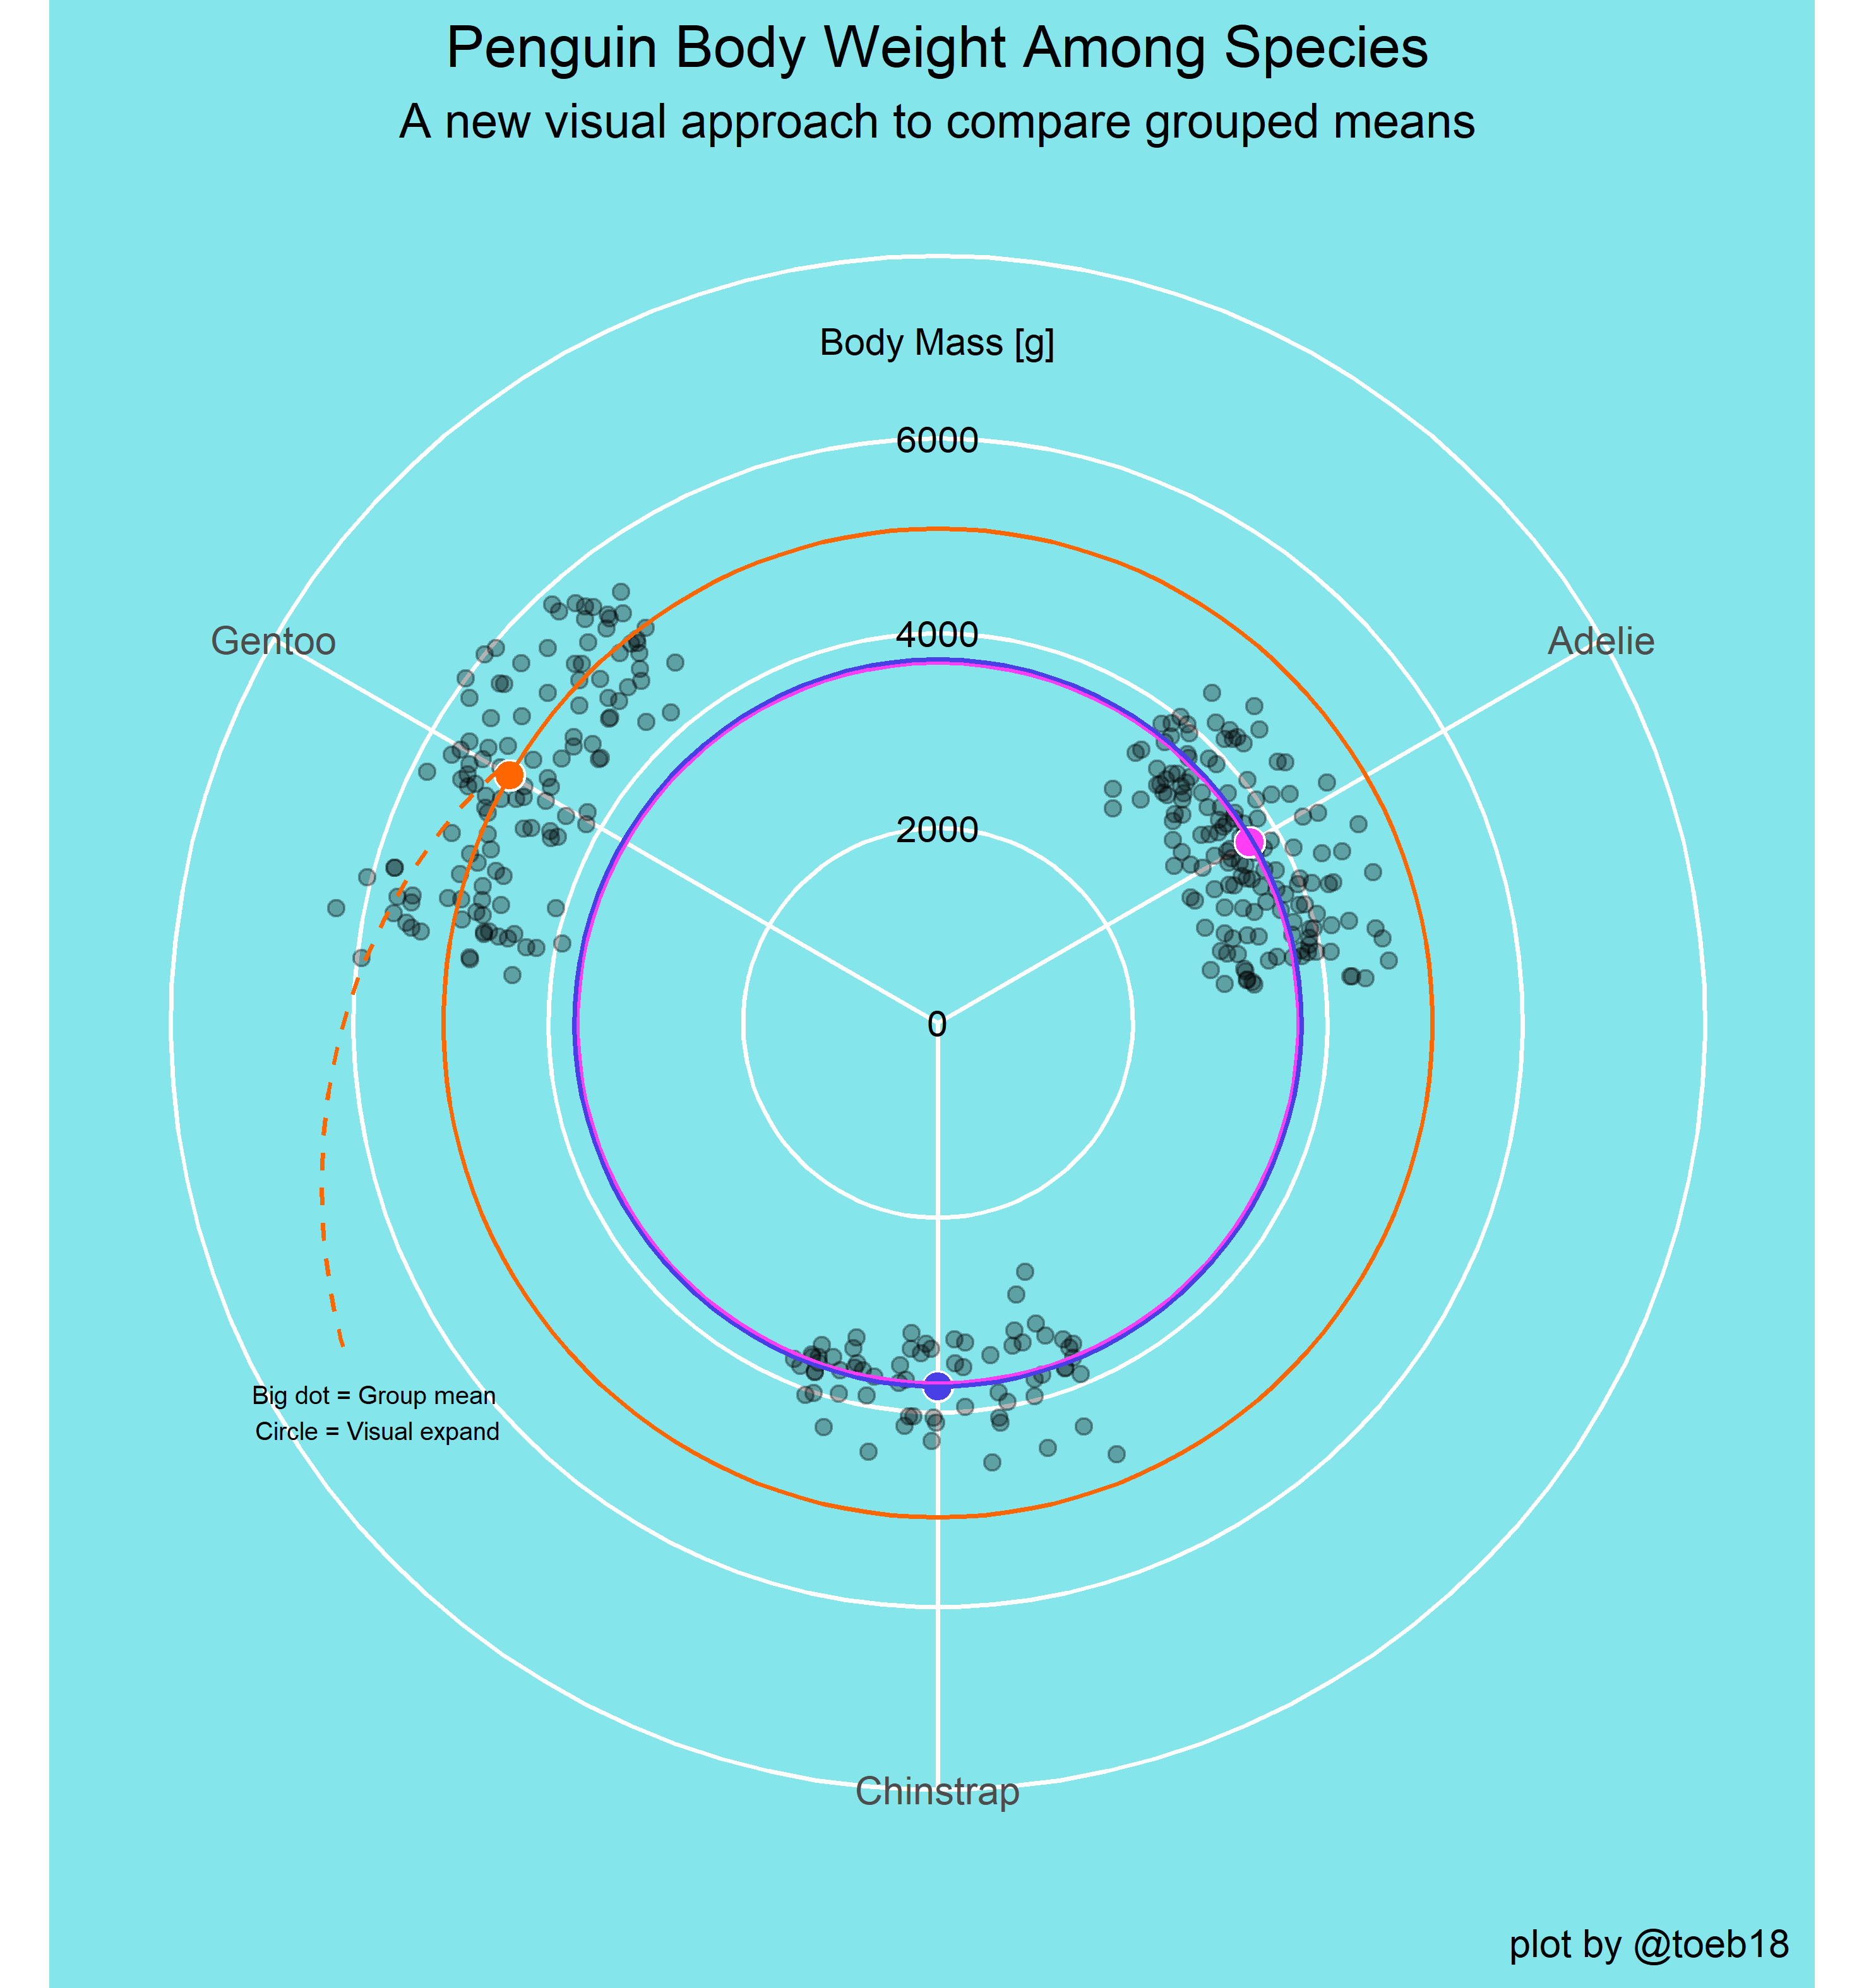 Penguin Body Weight Among Species
A new visual approach to compare grouped means
Body Mass [g]
6000
Gentoo
4000
Adelie
2000
0
Big dot = Group mean
Circle = Visual expand
Chinstrap
plot by @toeb18